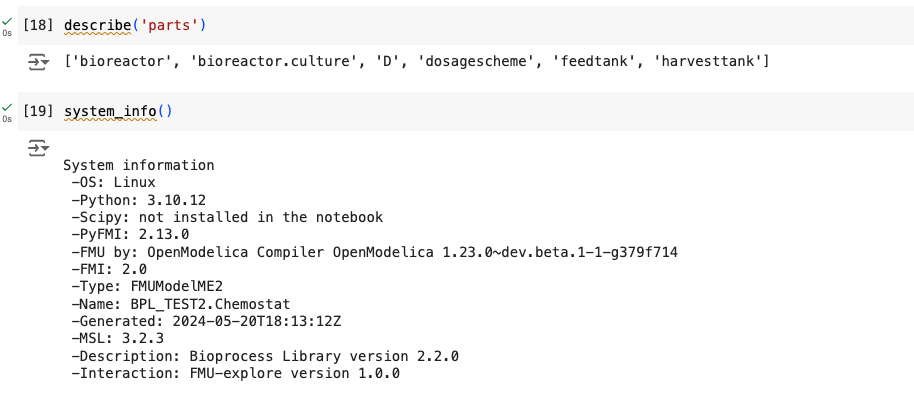 [18] describe('parts')
0s
['bioreactor', 'bioreactor.culture', 'D', 'dosagescheme', 'feedtank', 'harvesttank']
[19] system_info()
0s
System information
-OS: Linux
-Python: 3.10.12
-Scipy: not installed in the notebook
-PyFMI: 2.13.0
-FMU by: OpenModelica Compiler OpenModelica 1.23.0~dev.beta.1-1-g379f714
-FMI: 2.0
-Type: FMUModelME2
-Name: BPL_TEST2.Chemostat
-Generated: 2024-05-20T18:13:12Z
-MSL: 3.2.3
-Description: Bioprocess Library version 2.2.0
-Interaction: FMU-explore version 1.0.0